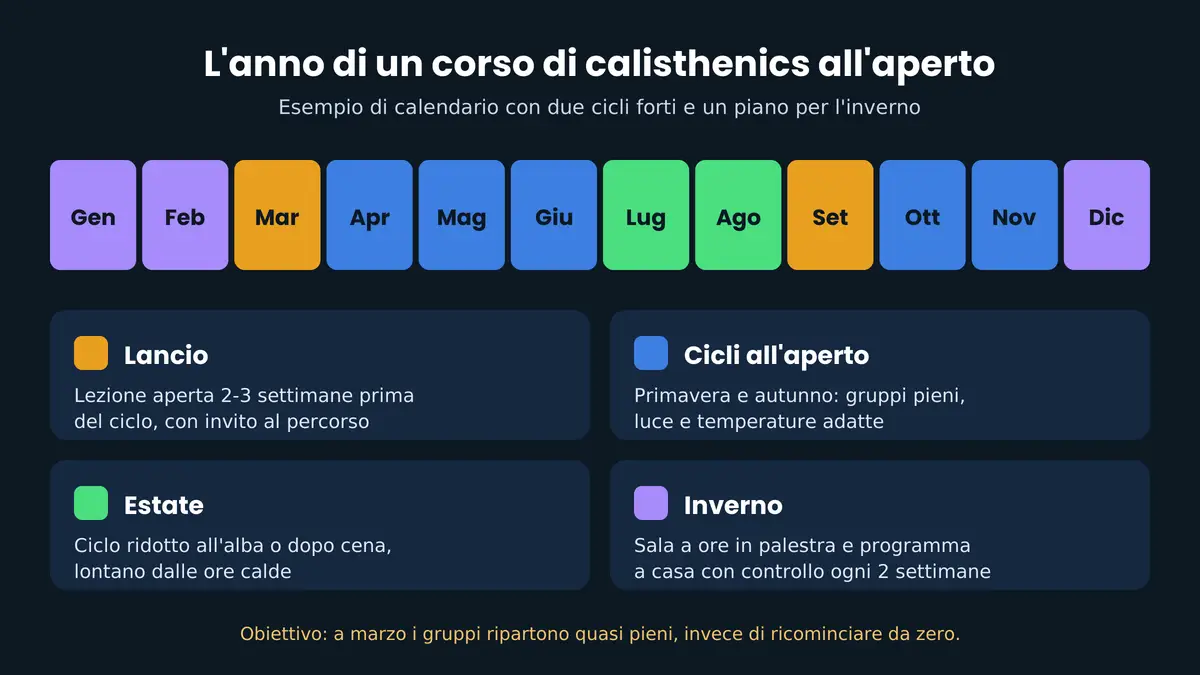 L'anno di un corso di calisthenics all'aperto
Esempio di calendario con due cicli forti e un piano per l'inverno
Gen Feb Mar Apr Mag Giu Lug Ago Set Ott Nov Dic
Lancio
Lezione aperta 2-3 settimane prima
del ciclo, con invito al percorso
Cicli all'aperto
Primavera e autunno: gruppi pieni,
luce e temperature adatte
Estate
Ciclo ridotto all'alba o dopo cena,
lontano dalle ore calde
Inverno
Sala a ore in palestra e programma
a casa con controllo ogni 2 settimane
Obiettivo: a marzo i gruppi ripartono quasi pieni, invece di ricominciare da zero.